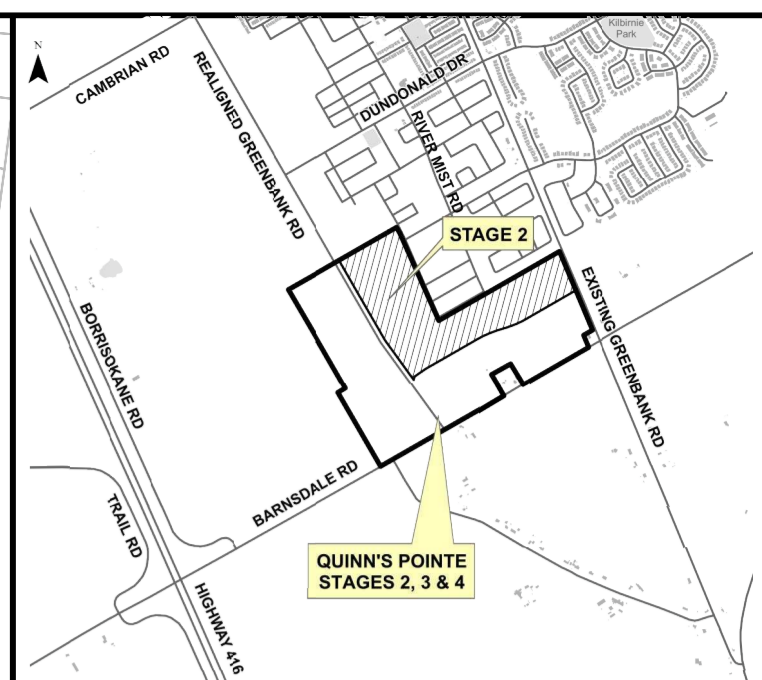 Kilbirnie
Park
N
CAMBRIAN RD
REALIGNED GREENBANK RD
DUNDONALD DR
RIVER MIST RD
STAGE 2
EXISTING GREENBANK RD
BORRISOKANE RD
BARNSDALE RD
TRAIL RD
QUINN'S POINTE
STAGES 2, 3 & 4
HIGHWAY 416